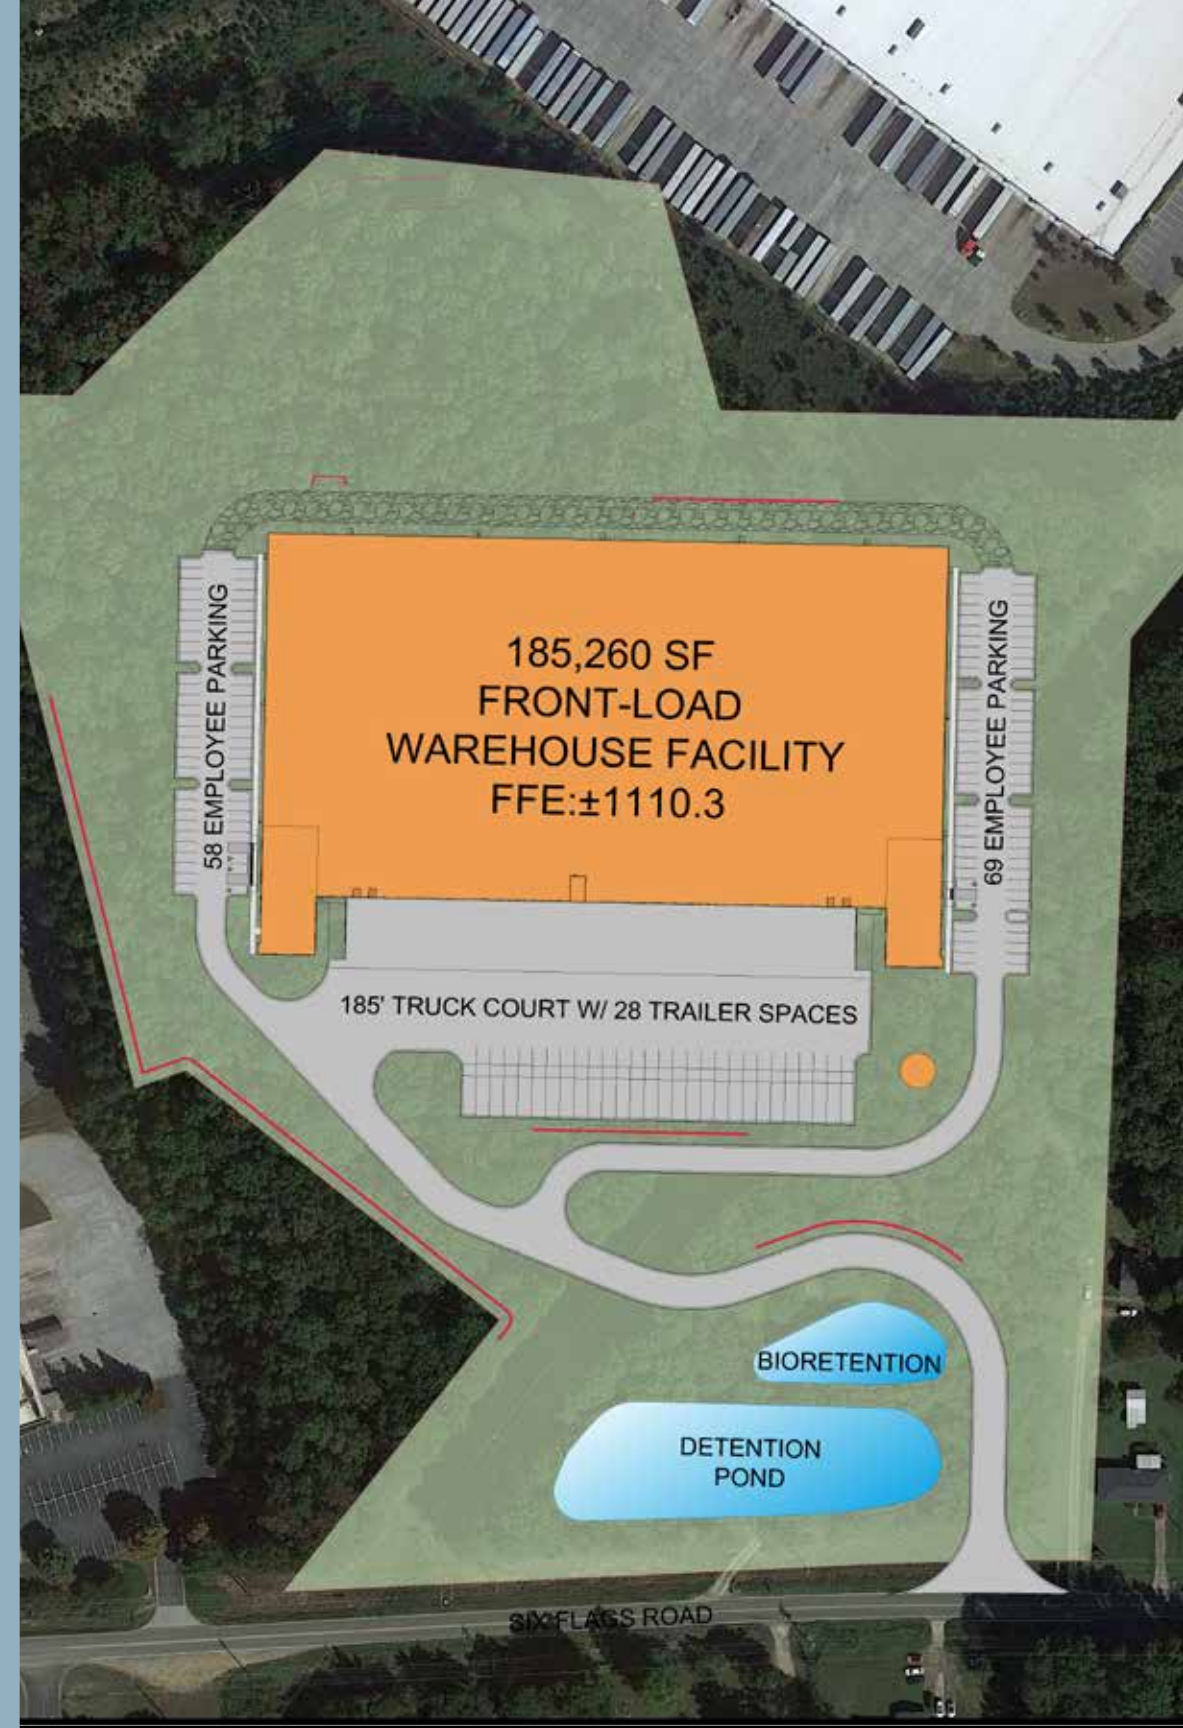 185,260 SF
FRONT-LOAD
WAREHOUSE FACILITY
FFE:±1110.3
58 EMPLOYEE PARKING
69 EMPLOYEE PARKING
185' TRUCK COURT W/ 28 TRAILER SPACES
BIORETENTION
DETENTION
POND
SIX FLAGS ROAD